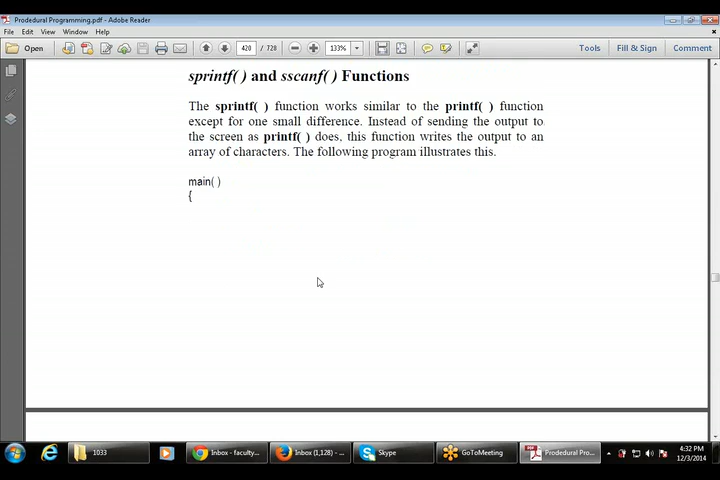 Prodedural Programming.pdf - Adobe Reader
File Edit View Window Help
Open 420 / 728 133% Tools Fill & Sign Comment
sprintf( ) and sscanf( ) Functions
The sprintf( ) function works similar to the printf( ) function
except for one small difference. Instead of sending the output to
the screen as printf( ) does, this function writes the output to an
array of characters. The following program illustrates this.
main( )
{
1033 Inbox - faculty... Inbox (1,128) - ... Skype GoToMeeting Prodedural Pro...
4:32 PM
12/3/2014